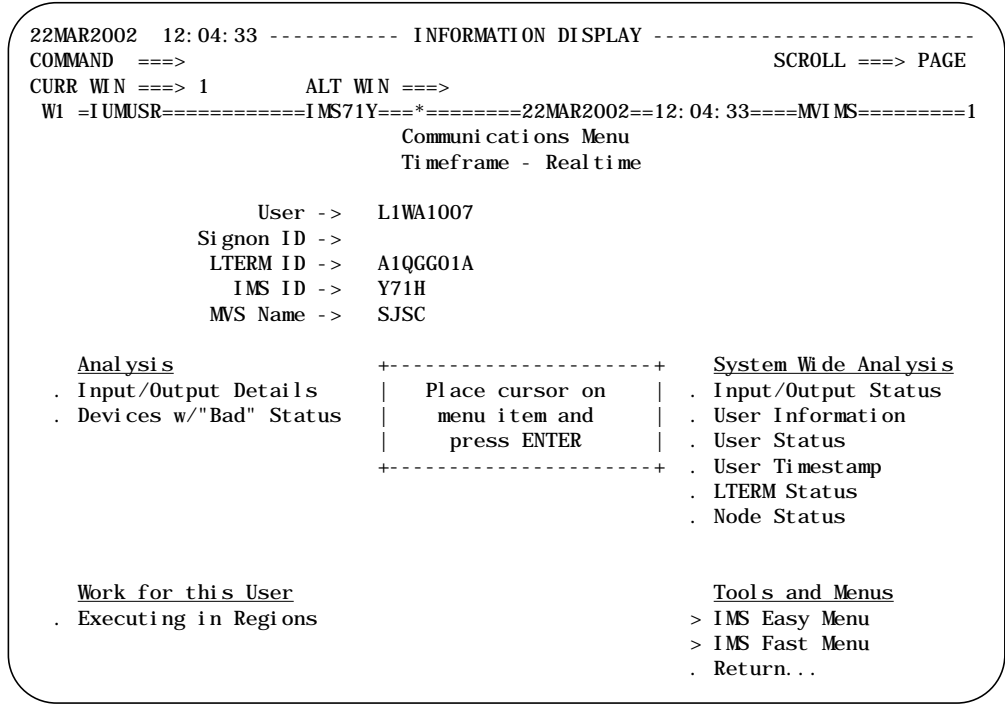 22MAR2002  12:04:33 ----------- INFORMATION DISPLAY ---------------------------
COMMAND  ===>                                                 SCROLL ===> PAGE
CURR WIN ===> 1        ALT WIN ===>
 W1 =IUMUSR============IMS71Y===*========22MAR2002==12:04:33====MVIMS=========1
                               Communications Menu
                               Timeframe - Realtime

                   User ->   L1WA1007
              Signon ID ->
               LTERM ID ->   A1QGG01A
                 IMS ID ->   Y71H
               MVS Name ->   SJSC

    Analysis                 +----------------------+    System Wide Analysis
  . Input/Output Details     |   Place cursor on    |  . Input/Output Status
  . Devices w/"Bad" Status   |    menu item and     |  . User Information
                             |     press ENTER      |  . User Status
                             +----------------------+  . User Timestamp
                                                       . LTERM Status
                                                       . Node Status

    Work for this User                                   Tools and Menus
  . Executing in Regions                               > IMS Easy Menu
                                                       > IMS Fast Menu
                                                       . Return...